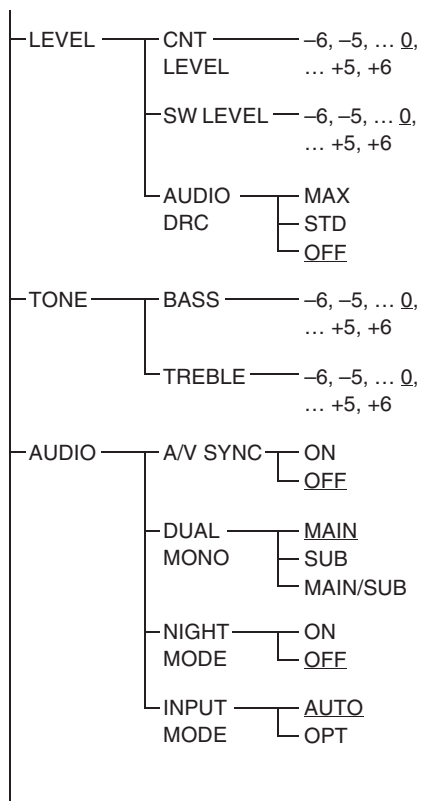 LEVEL CNT –6, –5, … 0,
LEVEL … +5, +6
SW LEVEL –6, –5, … 0,
… +5, +6
AUDIO MAX
DRC STD
OFF
TONE BASS –6, –5, … 0,
… +5, +6
TREBLE –6, –5, … 0,
… +5, +6
AUDIO A/V SYNC ON
OFF
DUAL MAIN
MONO SUB
MAIN/SUB
NIGHT ON
MODE OFF
INPUT AUTO
MODE OPT